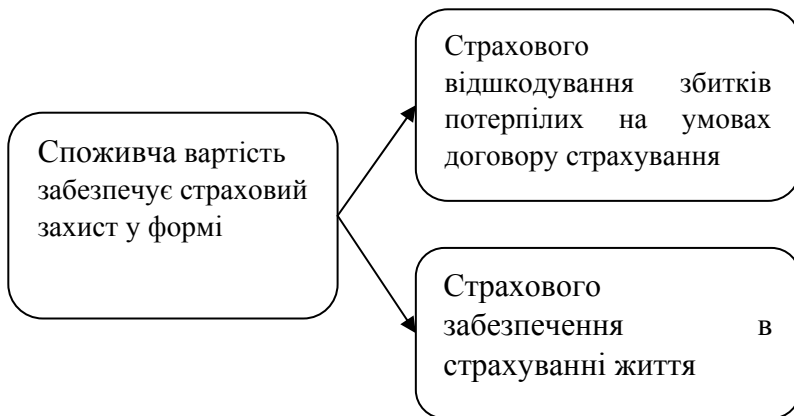 Споживча вартість
забезпечує страховий
захист у формі
Страхового
відшкодування збитків
потерпілих на умовах
договору страхування
Страхового
забезпечення в
страхуванні життя